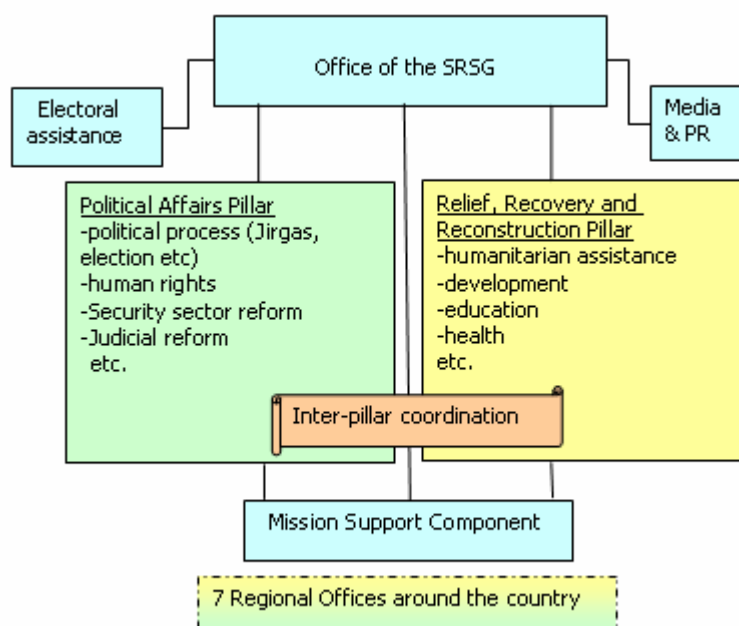 Office of the SRSG
Electoral
assistance
Media
& PR
Political Affairs Pillar
-political process (Jirgas,
election etc)
-human rights
-Security sector reform
-Judicial reform
etc.
Relief, Recovery and
Reconstruction Pillar
-humanitarian assistance
-development
-education
-health
etc.
Inter-pillar coordination
Mission Support Component
7 Regional Offices around the country